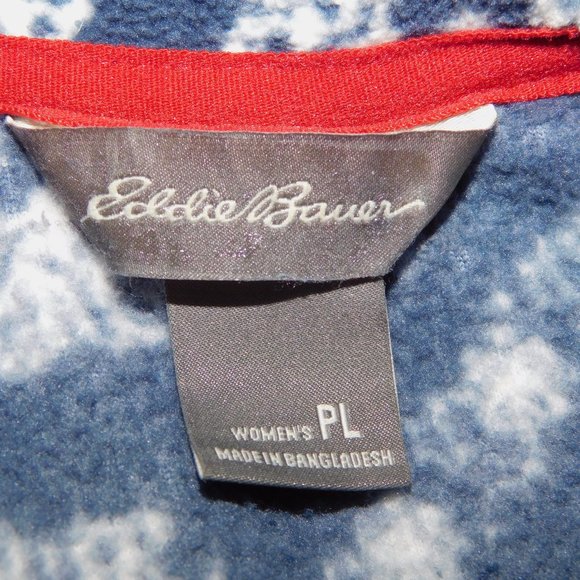 Eddie Bauer
WOMEN'S PL
MADE IN BANGLADESH